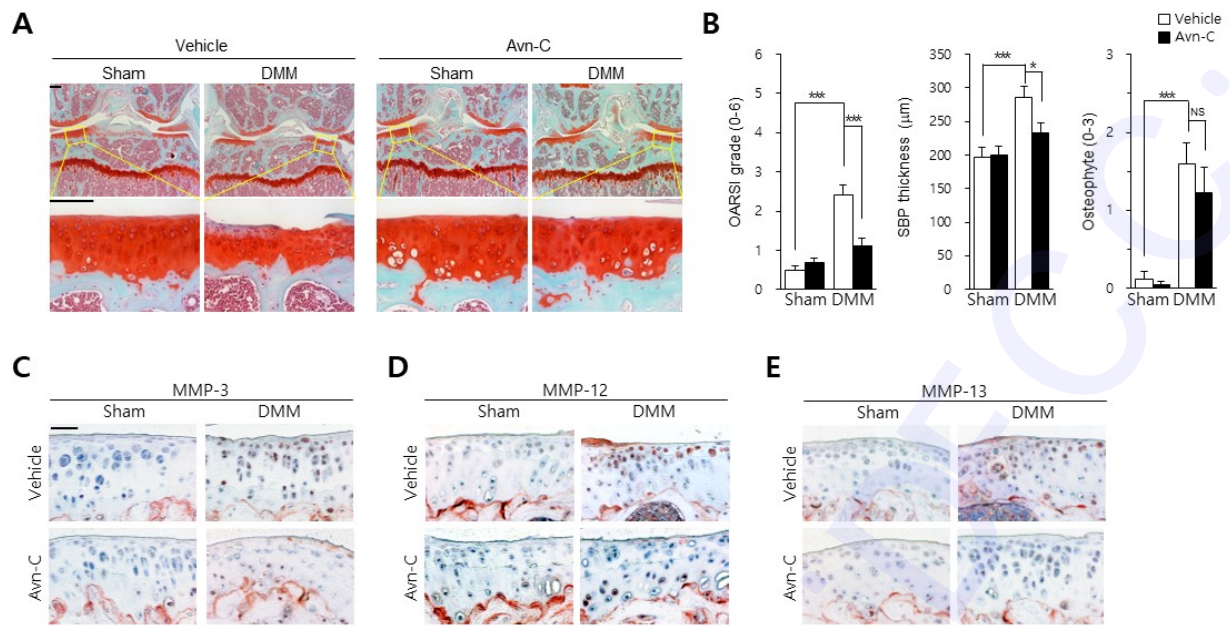 A
Vehicle
Avn-C
Sham
DMM
Sham
DMM
B
Vehicle
Avn-C
OARSI grade (0-6)
6
5
4
3
2
1
0
***
***
Sham DMM
SBP thickness (μm)
350
300
250
200
150
100
50
0
***
*
Sham DMM
Osteophyte (0-3)
3
2
1
0
***
NS
Sham DMM
C
MMP-3
Sham
DMM
Vehicle
Avn-C
D
MMP-12
Sham
DMM
E
MMP-13
Sham
DMM
Vehicle
Avn-C